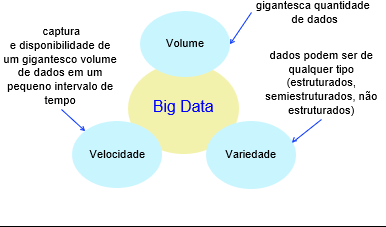 gigantesca quantidade
de dados
Volume
captura
e disponibilidade de
um gigantesco volume
de dados em um
pequeno intervalo de
tempo
dados podem ser de
qualquer tipo
(estruturados,
semiestruturados, não
estruturados)
Big Data
Velocidade
Variedade